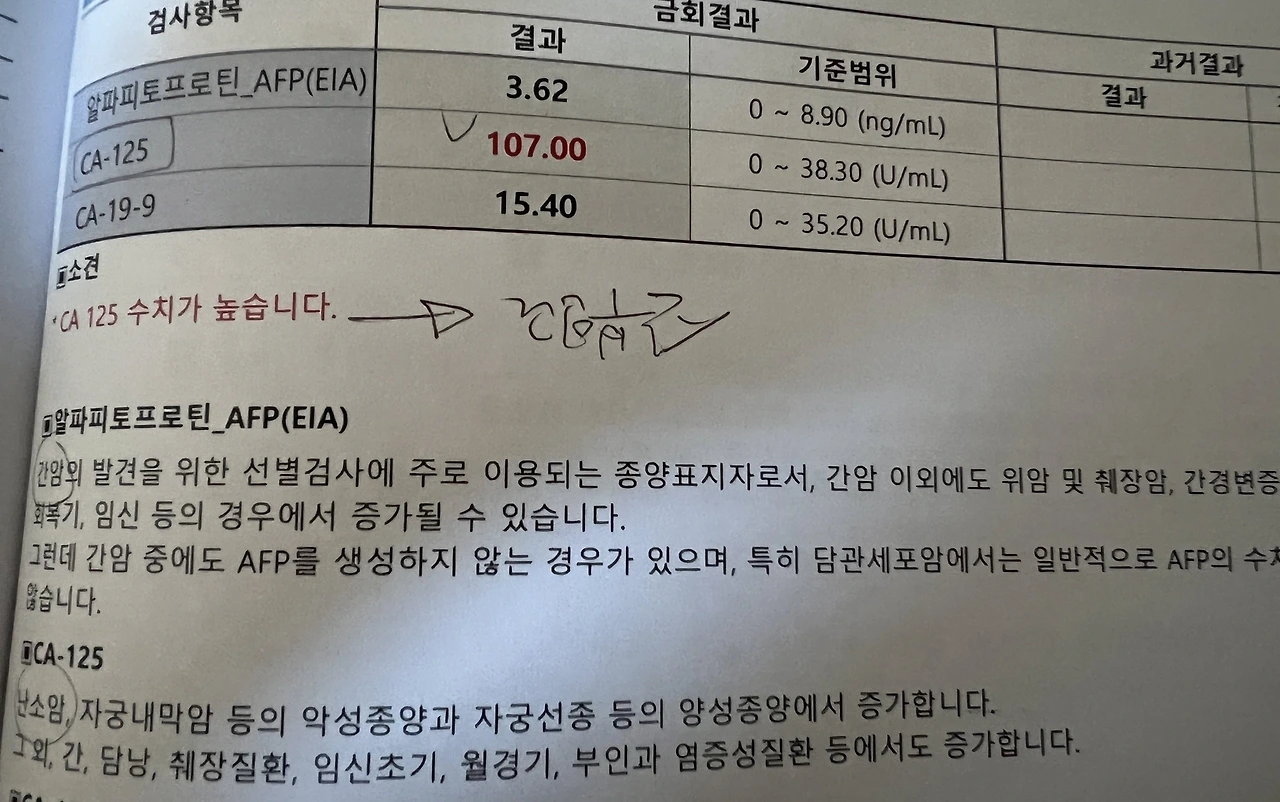 검사항목 금회결과 과거결과
결과 기준범위 결과
알파피토프로틴_AFP(EIA) 3.62 0 ~ 8.90 (ng/mL)
CA-125 107.00 0 ~ 38.30 (U/mL)
CA-19-9 15.40 0 ~ 35.20 (U/mL)
▣소견
*CA 125 수치가 높습니다.
▣알파피토프로틴_AFP(EIA)
간암의 발견을 위한 선별검사에 주로 이용되는 종양표지자로서, 간암 이외에도 위암 및 췌장암, 간경변증
회복기, 임신 등의 경우에서 증가될 수 있습니다.
그런데 간암 중에도 AFP를 생성하지 않는 경우가 있으며, 특히 담관세포암에서는 일반적으로 AFP의 수치
않습니다.
▣CA-125
난소암, 자궁내막암 등의 악성종양과 자궁선종 등의 양성종양에서 증가합니다.
그 외, 간, 담낭, 췌장질환, 임신초기, 월경기, 부인과 염증성질환 등에서도 증가합니다.